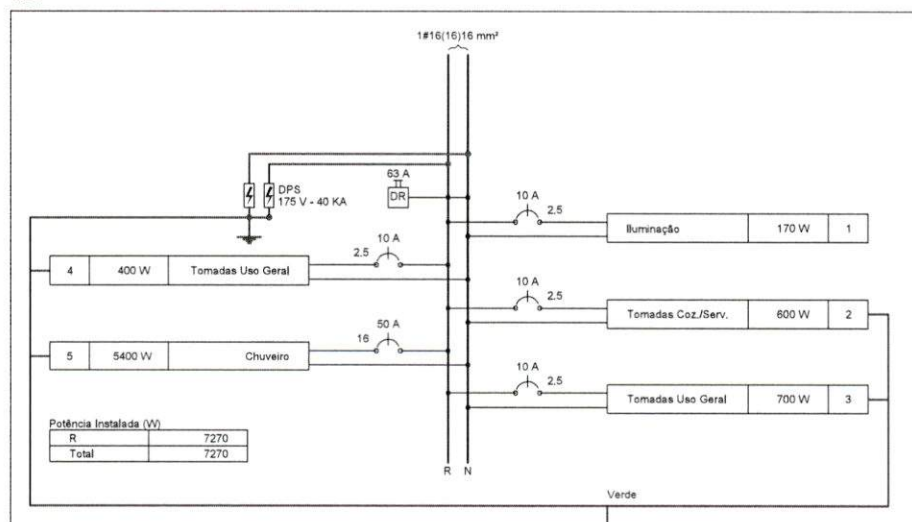 1#16(16)16 mm²
63 A
DPS
175 V - 40 KA
DR
10 A
2,5
Iluminação 170 W 1
10 A
2,5
4 400 W Tomadas Uso Geral
10 A
2,5
Tomadas Coz./Serv. 600 W 2
50 A
16
5 5400 W Chuveiro
10 A
2,5
Tomadas Uso Geral 700 W 3
Potência Instalada (W)
R 7270
Total 7270
R N
Verde